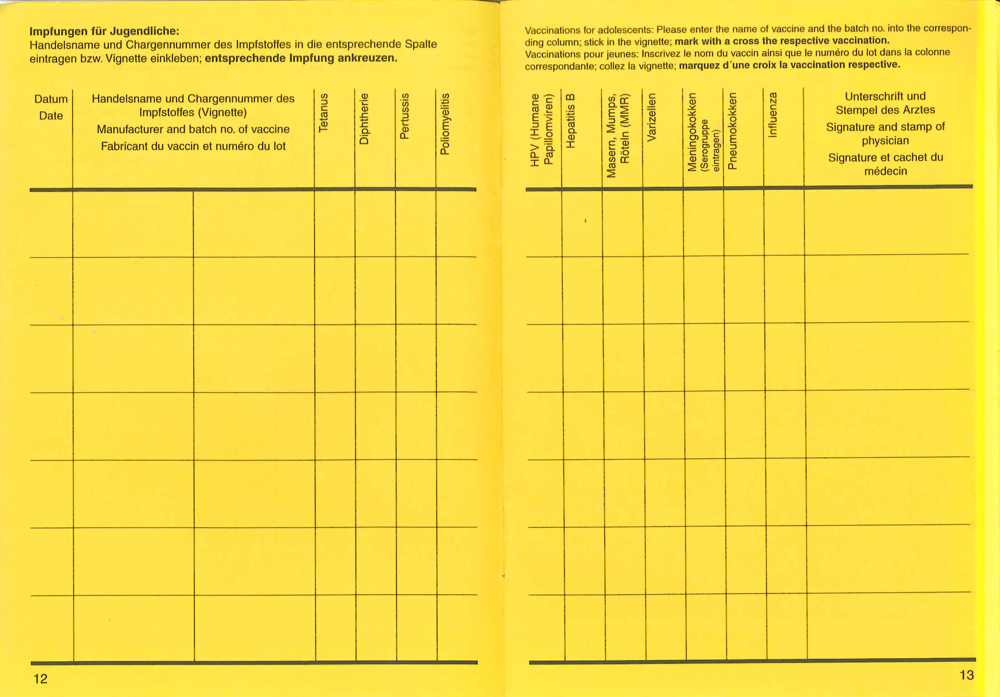 Impfungen für Jugendliche:
Handelsname und Chargennummer des Impfstoffes in die entsprechende Spalte
eintragen bzw. Vignette einkleben; entsprechende Impfung ankreuzen.
Datum
Date
Handelsname und Chargennummer des
Impfstoffes (Vignette)
Manufacturer and batch no. of vaccine
Fabricant du vaccin et numéro du lot
Tetanus
Diphtherie
Pertussis
Poliomyelitis
12
Vaccinations for adolescents: Please enter the name of vaccine and the batch no. into the correspon-
ding column; stick in the vignette; mark with a cross the respective vaccination.
Vaccinations pour jeunes: Inscrivez le nom du vaccin ainsi que le numéro du lot dans la colonne
correspondante; collez la vignette; marquez d´une croix la vaccination respective.
HPV (Humane
Papillomviren)
Hepatitis B
Masern, Mumps,
Röteln (MMR)
Varizellen
Meningokokken
(Serogruppe
eintragen)
Pneumokokken
Influenza
Unterschrift und
Stempel des Arztes
Signature and stamp of
physician
Signature et cachet du
médecin
13